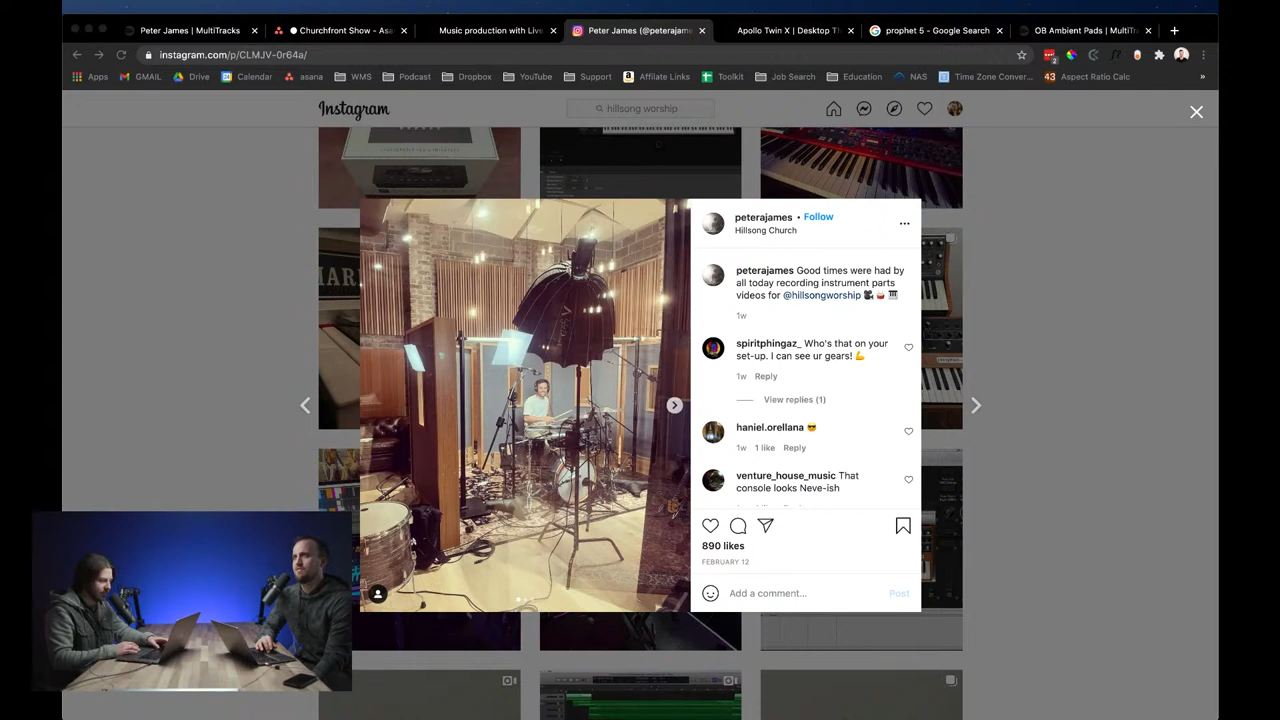 Peter James | MultiTracks
Churchfront Show - Asa
Music production with Live
Peter James (@peterajame
Apollo Twin X | Desktop Th
prophet 5 - Google Search
OB Ambient Pads | MultiTr
instagram.com/p/CLMJV-0r64a/
Apps
GMAIL
Drive
Calendar
asana
WMS
Podcast
Dropbox
YouTube
Support
Affilate Links
Toolkit
Job Search
Education
NAS
Time Zone Conver...
43 Aspect Ratio Calc
»
Instagram
hillsong worship
peterajames • Follow
Hillsong Church
peterajames Good times were had by
all today recording instrument parts
videos for @hillsongworship
1w
spiritphingaz_ Who's that on your
set-up. I can see ur gears! 💪
1w Reply
View replies (1)
haniel.orellana 😎
1w 1 like Reply
venture_house_music That
console looks Neve-ish
890 likes
FEBRUARY 12
Add a comment...
Post